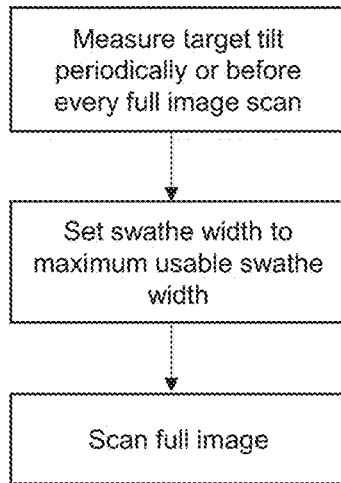 Measure target tilt
periodically or before
every full image scan
Set swathe width to
maximum usable swathe
width
Scan full image